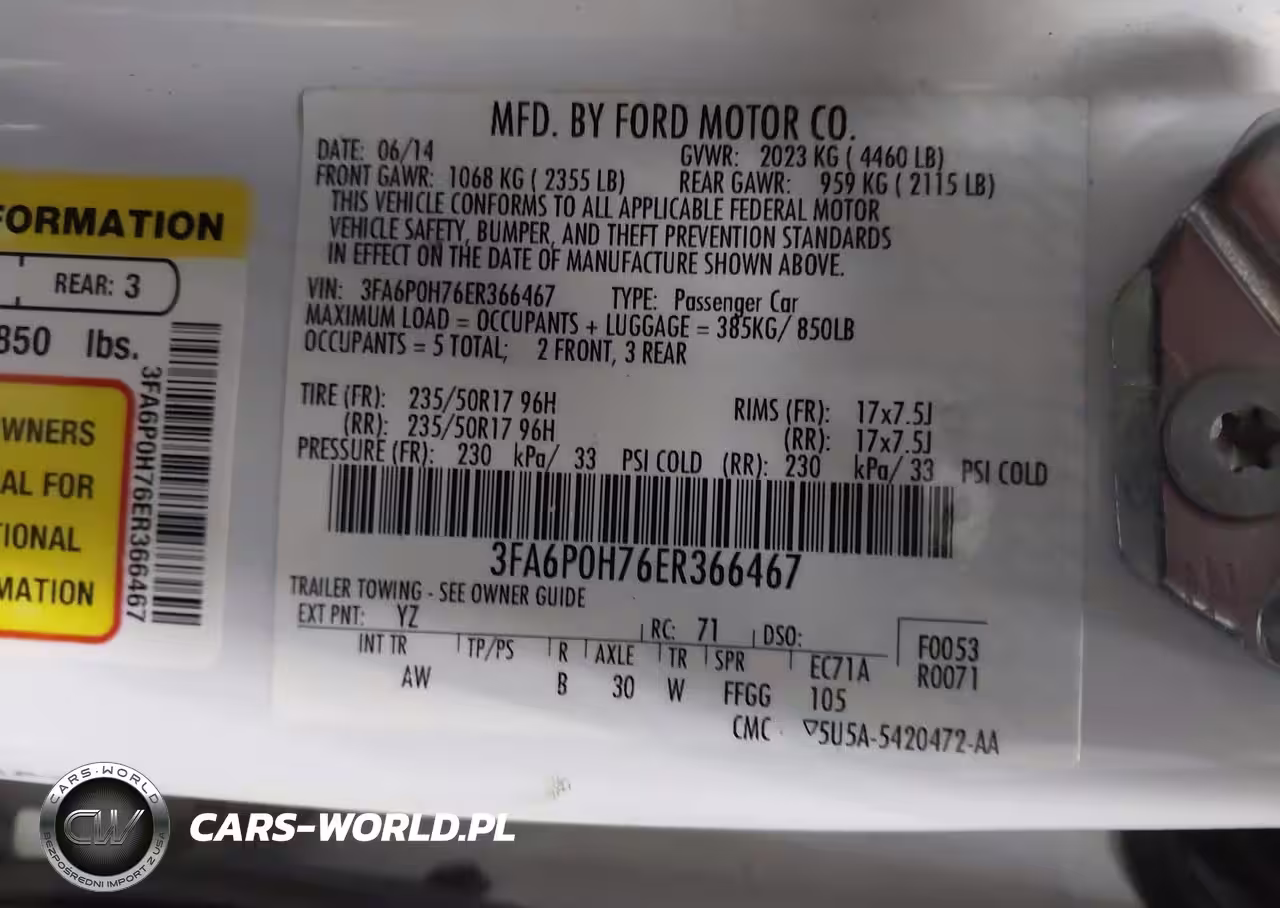 FORMATION
REAR: 3
850 lbs.
WNERS
AL FOR
TIONAL
MATION
3FA6P0H76ER366467
MFD. BY FORD MOTOR CO.
DATE: 06/14 GVWR: 2023 KG ( 4460 LB)
FRONT GAWR: 1068 KG ( 2355 LB) REAR GAWR: 959 KG ( 2115 LB)
THIS VEHICLE CONFORMS TO ALL APPLICABLE FEDERAL MOTOR
VEHICLE SAFETY, BUMPER, AND THEFT PREVENTION STANDARDS
IN EFFECT ON THE DATE OF MANUFACTURE SHOWN ABOVE.
VIN: 3FA6P0H76ER366467 TYPE: Passenger Car
MAXIMUM LOAD = OCCUPANTS + LUGGAGE = 385KG/ 850LB
OCCUPANTS = 5 TOTAL; 2 FRONT, 3 REAR
TIRE (FR): 235/50R17 96H RIMS (FR): 17x7.5J
(RR): 235/50R17 96H (RR): 17x7.5J
PRESSURE (FR): 230 kPa/ 33 PSI COLD (RR): 230 kPa/ 33 PSI COLD
3FA6P0H76ER366467
TRAILER TOWING - SEE OWNER GUIDE
EXT PNT: YZ RC: 71 DSO: F0053
INT TR TP/PS R AXLE TR SPR EC71A R0071
AW B 30 W FFGG 105
CMC ▽5U5A-5420472-AA
CARS-WORLD
CW
BEZPOŚREDNI IMPORT Z USA
CARS-WORLD.PL